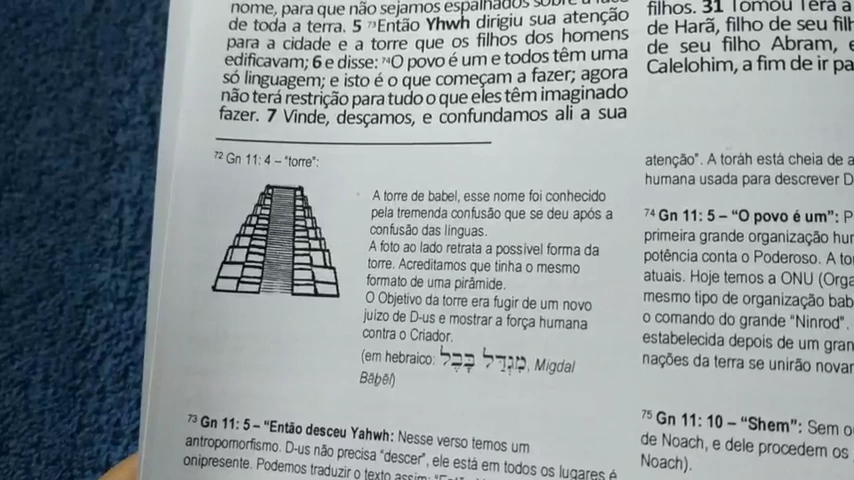 nome, para que não sejamos espalhados sobre a face
de toda a terra. 5 ⁷³Então Yhwh dirigiu sua atenção
para a cidade e a torre que os filhos dos homens
edificavam; 6 e disse: ⁷⁴O povo é um e todos têm uma
só linguagem; e isto é o que começam a fazer; agora
não terá restrição para tudo o que eles têm imaginado
fazer. 7 Vinde, desçamos, e confundamos ali a sua
⁷² Gn 11: 4 – “torre”:
A torre de babel, esse nome foi conhecido
pela tremenda confusão que se deu após a
confusão das línguas.
A foto ao lado retrata a possível forma da
torre. Acreditamos que tinha o mesmo
formato de uma pirâmide.
O Objetivo da torre era fugir de um novo
juizo de D-us e mostrar a força humana
contra o Criador.
(em hebraico: מִגְדַּל בָּבֶל, Migdal
Bāḇēl)
⁷³ Gn 11: 5 – “Então desceu Yahwh: Nesse verso temos um
antropomorfismo. D-us não precisa “descer”, ele está em todos os lugares é
onipresente. Podemos traduzir o texto assim:
filhos. 31 Tomou Terá a
de Harã, filho de seu filh
de seu filho Abram, e
Calelohim, a fim de ir pa
atenção”. A toráh está cheia de a
humana usada para descrever D
⁷⁴ Gn 11: 5 – “O povo é um”: P
primeira grande organização hur
potência contra o Poderoso. A to
atuais. Hoje temos a ONU (Orga
mesmo tipo de organização bab
o comando do grande “Ninrod”.
estabelecida depois de um gran
nações da terra se unirão novar
⁷⁵ Gn 11: 10 – “Shem”: Sem o
de Noach, e dele procedem os
Noach).